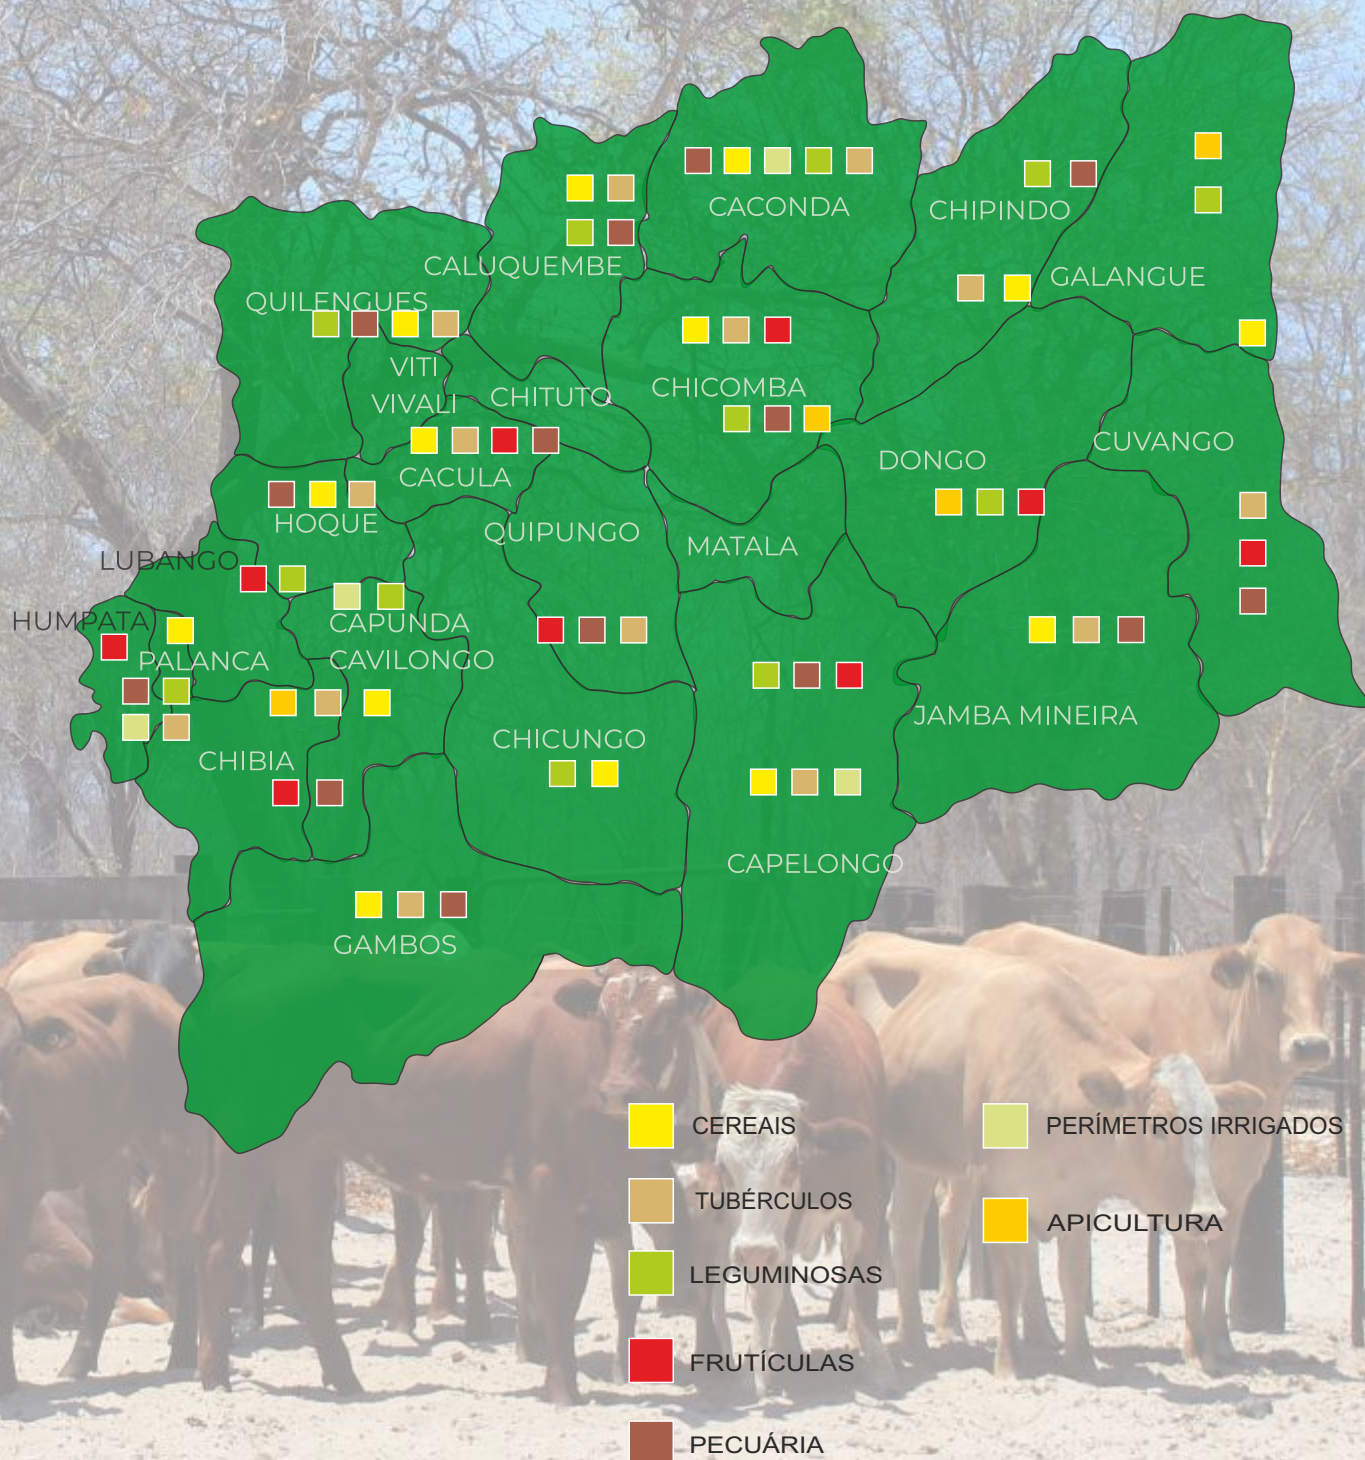 CACONDA
CHIPINDO
CALUQUEMBE
GALANGUE
QUILENGUES
VITI
VIVALI
CHITUTO
CHICOMBA
CUVANGO
DONGO
CACULA
HOQUE
QUIPUNGO
MATALA
LUBANGO
HUMPATA
CAPUNDA
CAVILONGO
PALANCA
JAMBA MINEIRA
CHICUNGO
CHIBIA
CAPELONGO
GAMBOS
CEREAIS
TUBÉRCULOS
LEGUMINOSAS
FRUTÍCULAS
PECUÁRIA
PERÍMETROS IRRIGADOS
APICULTURA